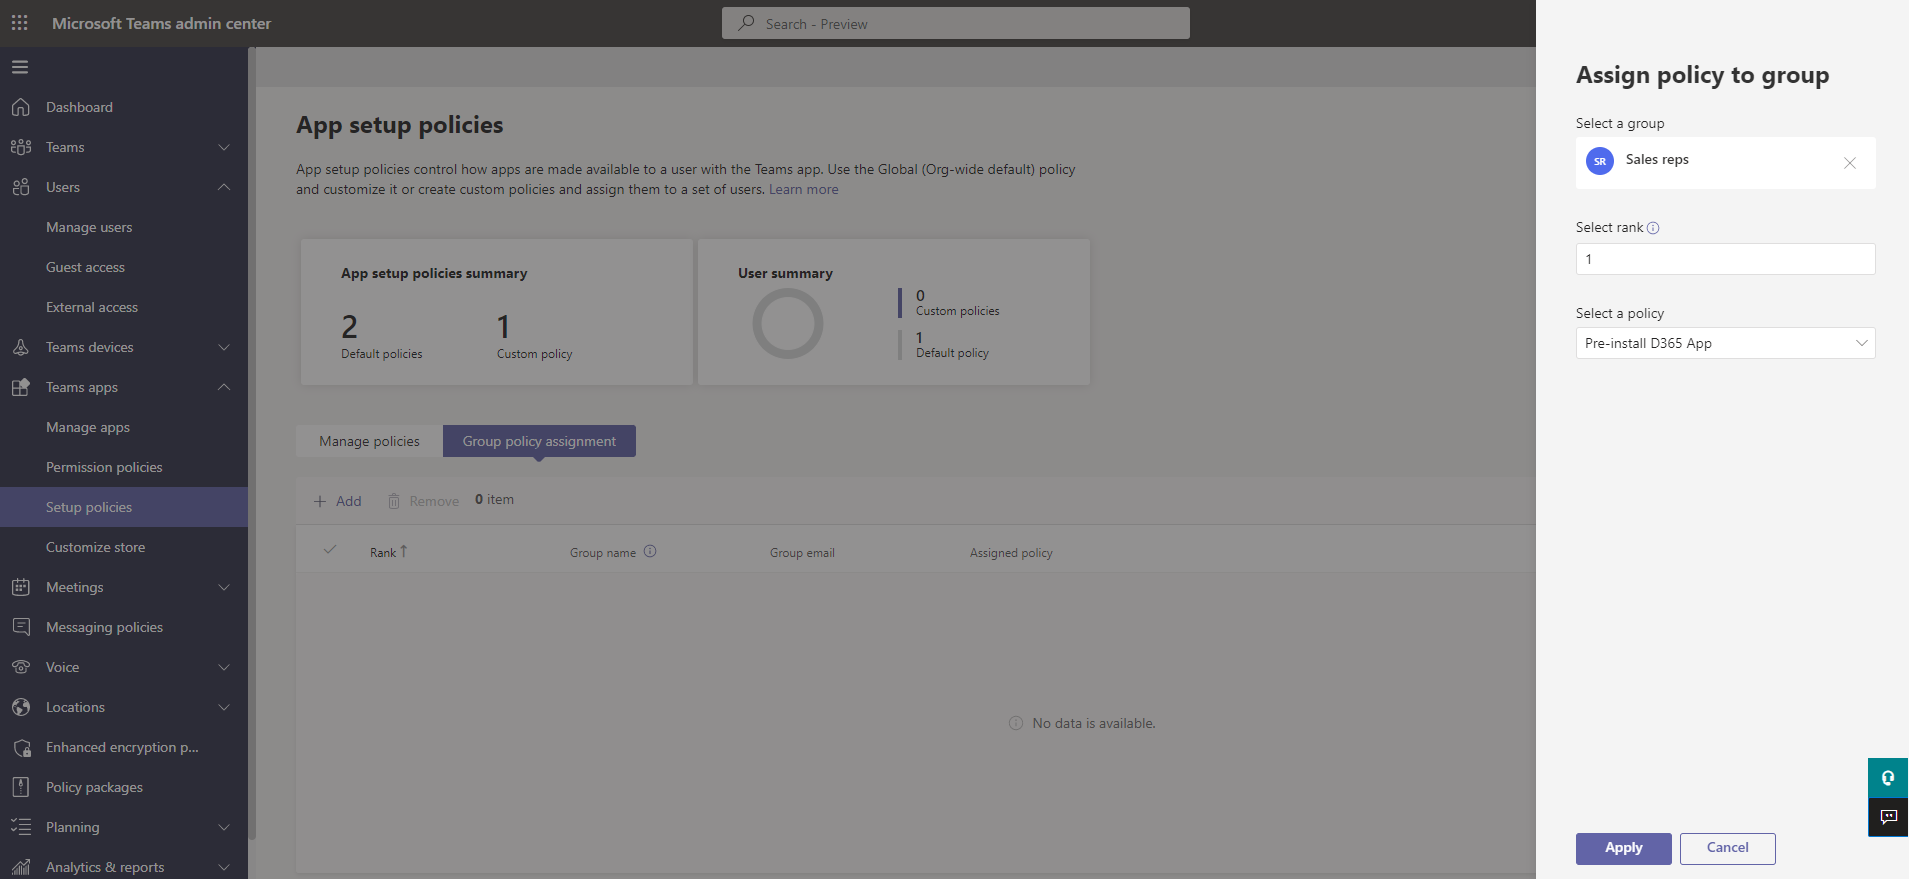 Microsoft Teams admin center
Search - Preview
Dashboard
Teams
Users
Manage users
Guest access
External access
Teams devices
Teams apps
Manage apps
Permission policies
Setup policies
Customize store
Meetings
Messaging policies
Voice
Locations
Enhanced encryption p...
Policy packages
Planning
Analytics & reports
App setup policies
App setup policies control how apps are made available to a user with the Teams app. Use the Global (Org-wide default) policy
and customize it or create custom policies and assign them to a set of users. Learn more
App setup policies summary
2
Default policies
1
Custom policy
User summary
0
Custom policies
1
Default policy
Manage policies
Group policy assignment
Add
Remove
0 item
Rank
Group name
Group email
Assigned policy
No data is available.
Assign policy to group
Select a group
SR
Sales reps
Select rank
1
Select a policy
Pre-install D365 App
Apply
Cancel